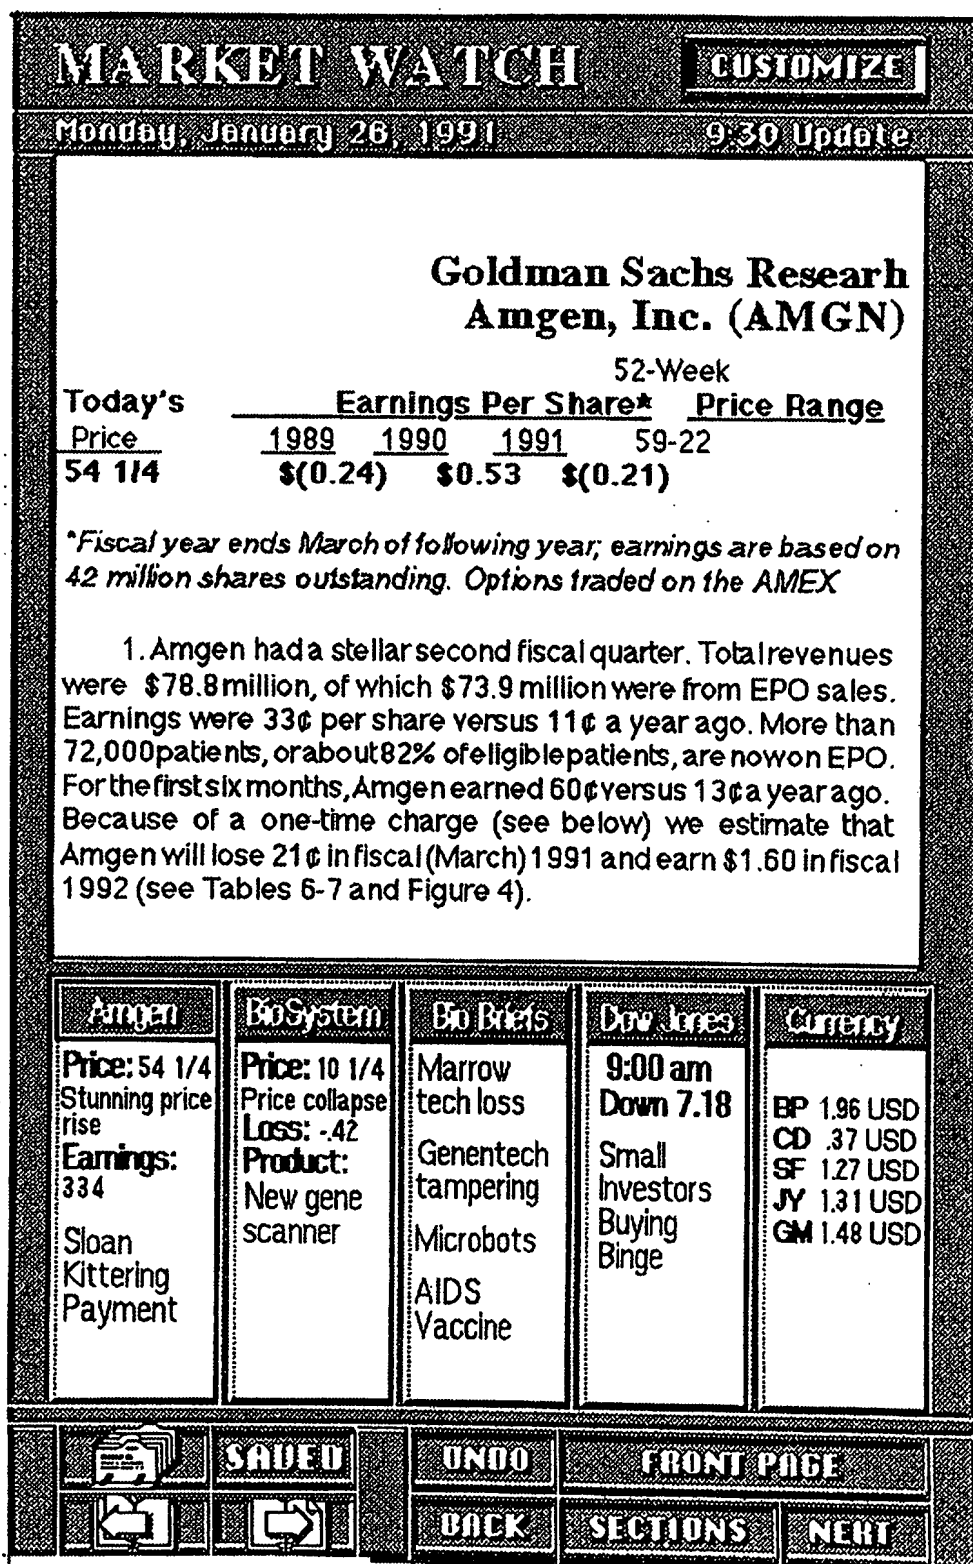 MARKET WATCH
CUSTOMIZE
Monday, January 26, 1991
9:30 Update
Goldman Sachs Researh
Amgen, Inc. (AMGN)
52-Week
Today's Earnings Per Share* Price Range
Price 1989 1990 1991 59-22
54 1/4 $(0.24) $0.53 $(0.21)
*Fiscal year ends March of following year; earnings are based on
42 million shares outstanding. Options traded on the AMEX
1. Amgen had a stellar second fiscal quarter. Total revenues
were $78.8 million, of which $73.9 million were from EPO sales.
Earnings were 33¢ per share versus 11¢ a year ago. More than
72,000 patients, or about 82% of eligible patients, are now on EPO.
For the first six months, Amgen earned 60¢ versus 13¢ a year ago.
Because of a one-time charge (see below) we estimate that
Amgen will lose 21¢ in fiscal (March) 1991 and earn $1.60 in fiscal
1992 (see Tables 6-7 and Figure 4).
Amgen
Price: 54 1/4
Stunning price
rise
Earnings:
334
Sloan
Kittering
Payment
BioSystem
Price: 10 1/4
Price collapse
Loss: -.42
Product:
New gene
scanner
Bio Briefs
Marrow
tech loss
Genentech
tampering
Microbots
AIDS
Vaccine
Dow Jones
9:00 am
Down 7.18
Small
Investors
Buying
Binge
Currency
BP 1.96 USD
CD .37 USD
SF 1.27 USD
JY 1.31 USD
GM 1.48 USD
SAVED
UNDO
FRONT PAGE
BACK
SECTIONS
NEXT